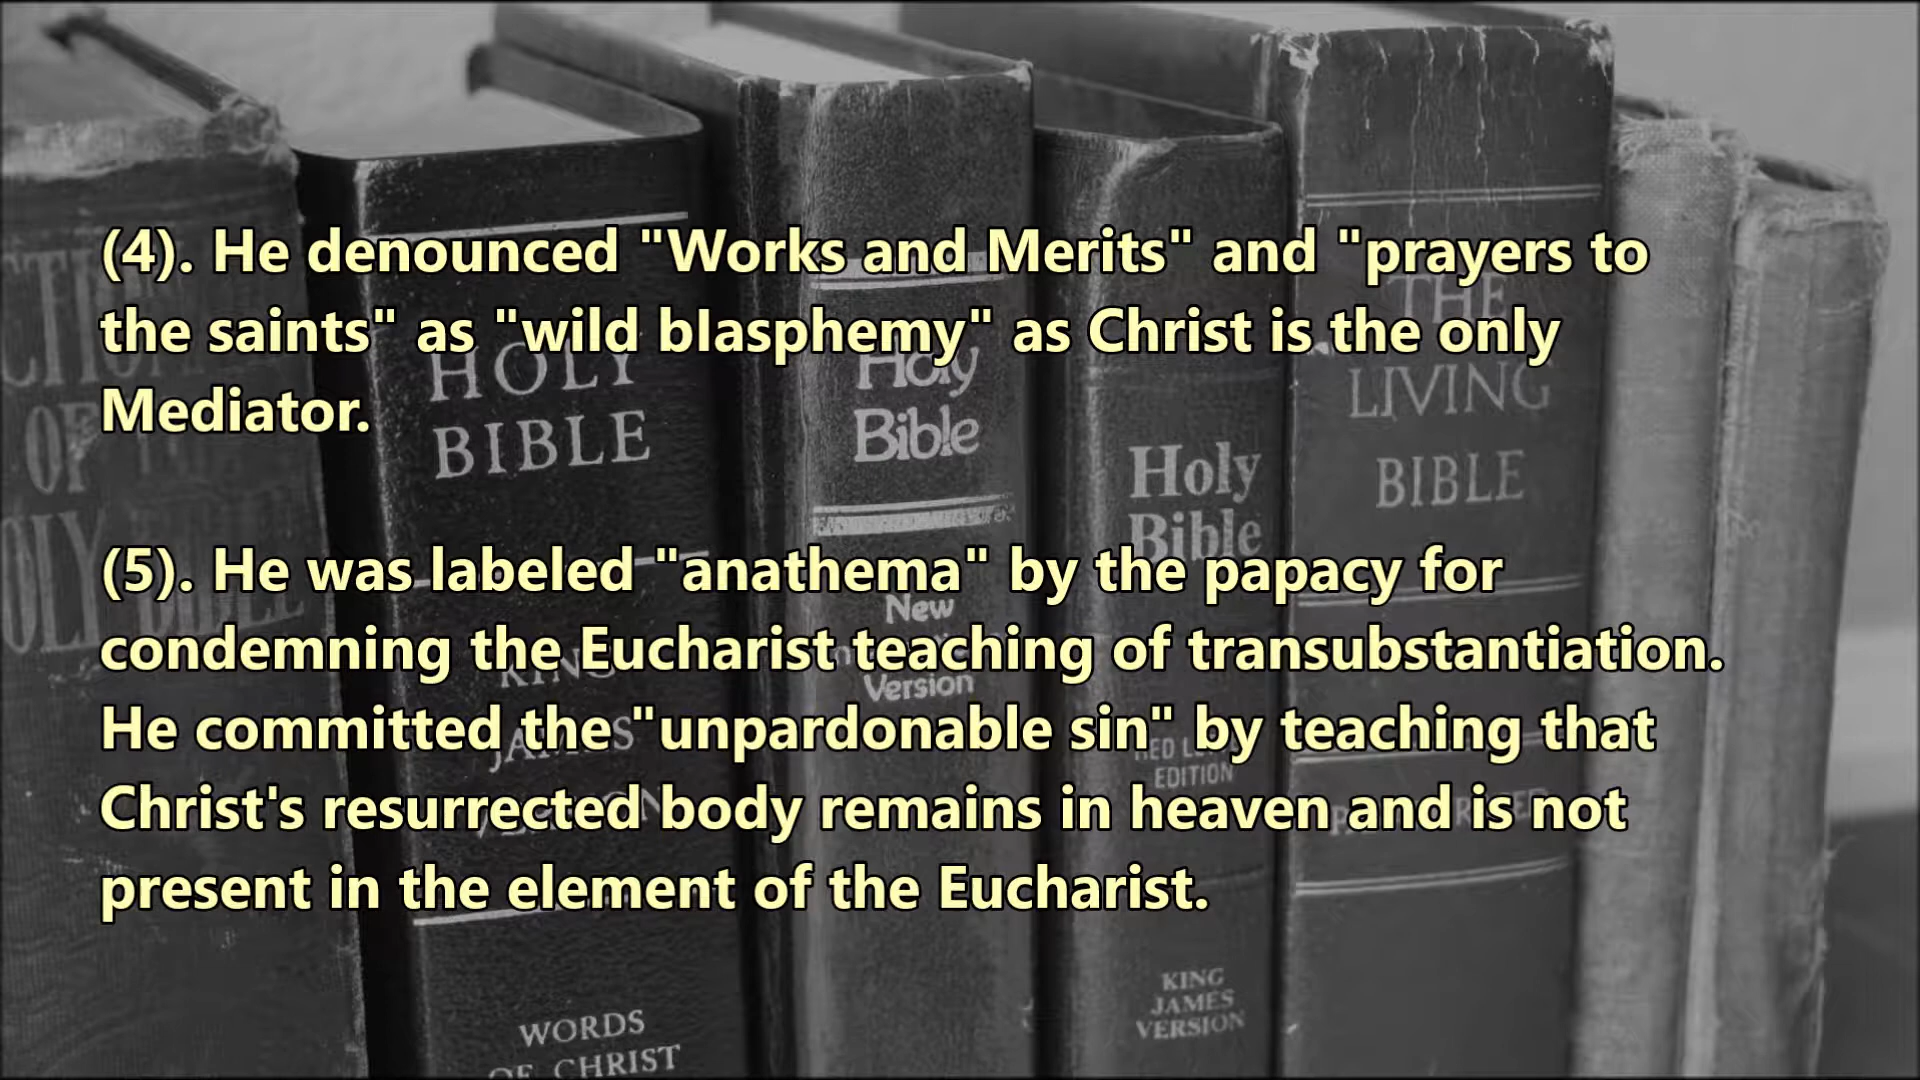 (4). He denounced "Works and Merits" and "prayers to
the saints" as "wild blasphemy" as Christ is the only
Mediator.
(5). He was labeled "anathema" by the papacy for
condemning the Eucharist teaching of transubstantiation.
He committed the "unpardonable sin" by teaching that
Christ's resurrected body remains in heaven and is not
present in the element of the Eucharist.
OF
HOLY
BIBLE
KING
JAMES
WORDS
OF CHRIST
Holy
Bible
New
Version
Holy
Bible
EDITION
KING
JAMES
VERSION
THE
LIVING
BIBLE